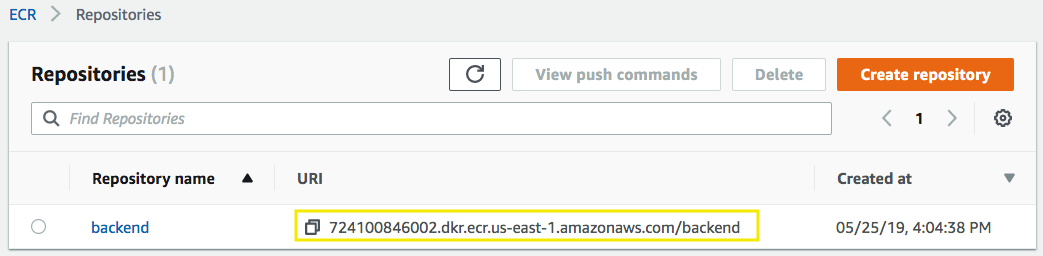 ECR > Repositories
Repositories (1) View push commands Delete Create repository
Find Repositories 1
Repository name URI Created at
backend 724100846002.dkr.ecr.us-east-1.amazonaws.com/backend 05/25/19, 4:04:38 PM